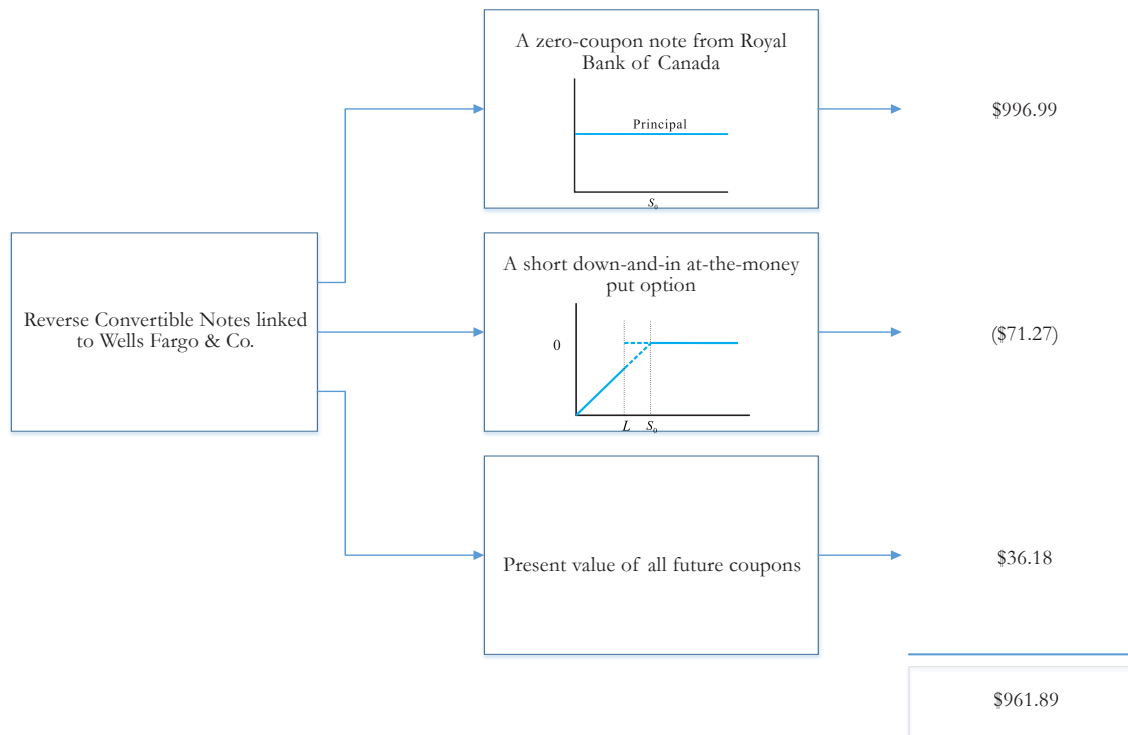 A zero-coupon note from Royal
Bank of Canada
Principal
S₀
$996.99
Reverse Convertible Notes linked
to Wells Fargo & Co.
A short down-and-in at-the-money
put option
0
L S₀
($71.27)
Present value of all future coupons
$36.18
$961.89